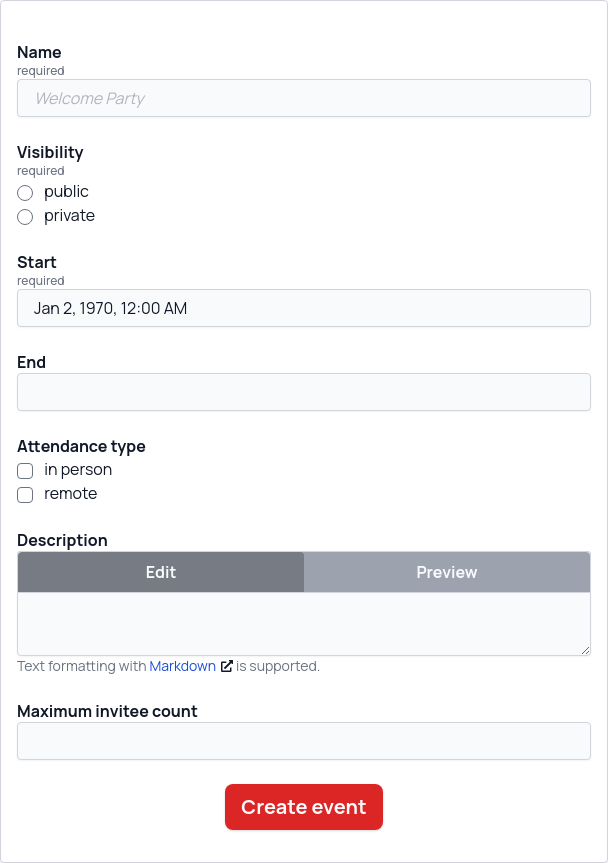 Name
required
Welcome Party
Visibility
required
public
private
Start
required
Jan 2, 1970, 12:00 AM
End
Attendance type
in person
remote
Description
Edit Preview
Text formatting with Markdown is supported.
Maximum invitee count
Create event